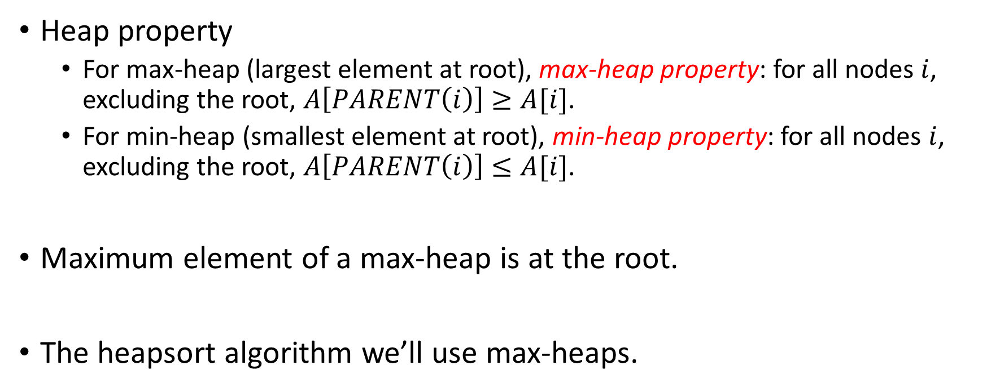 • Heap property
• For max-heap (largest element at root), max-heap property: for all nodes i,
excluding the root, A[PARENT(i)] ≥ A[i].
• For min-heap (smallest element at root), min-heap property: for all nodes i,
excluding the root, A[PARENT(i)] ≤ A[i].
• Maximum element of a max-heap is at the root.
• The heapsort algorithm we’ll use max-heaps.